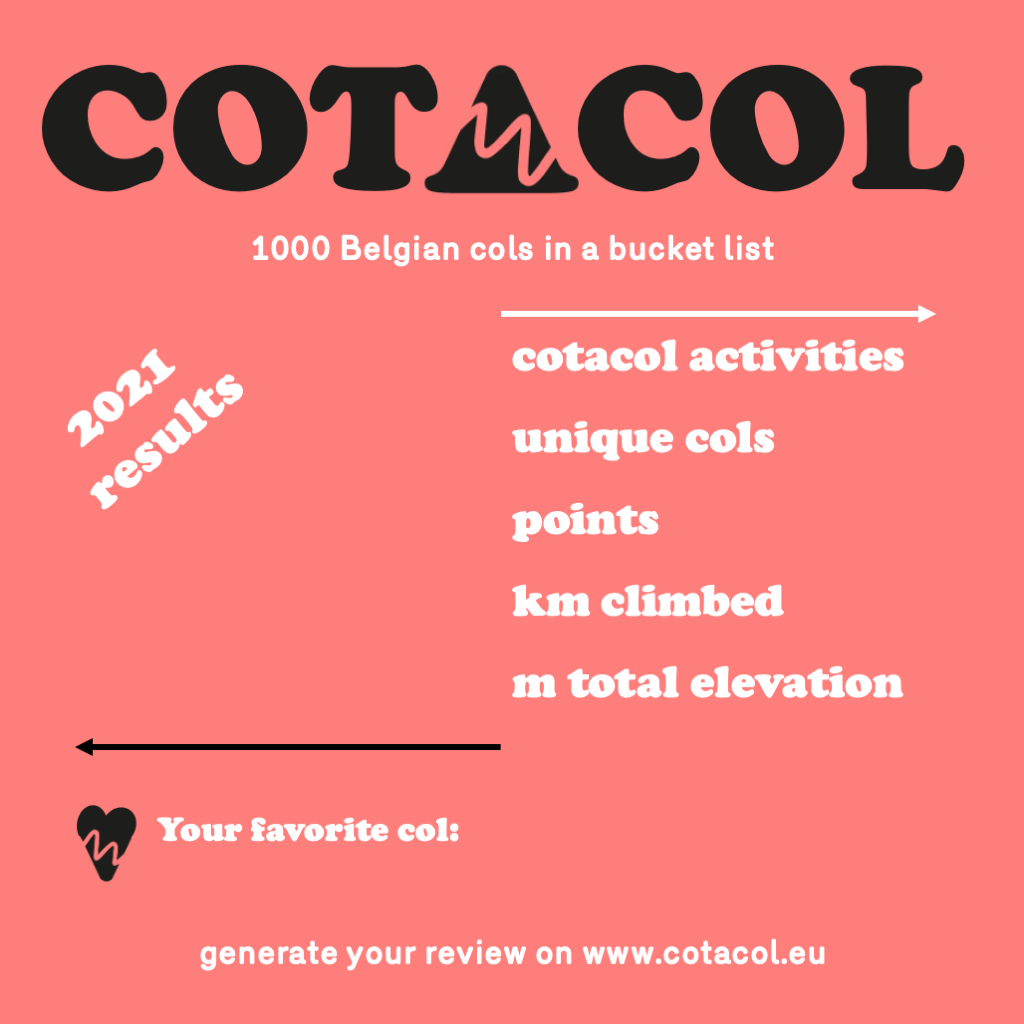 COTACOL
1000 Belgian cols in a bucket list
2021
results
cotacol activities
unique cols
points
km climbed
m total elevation
Your favorite col:
generate your review on www.cotacol.eu